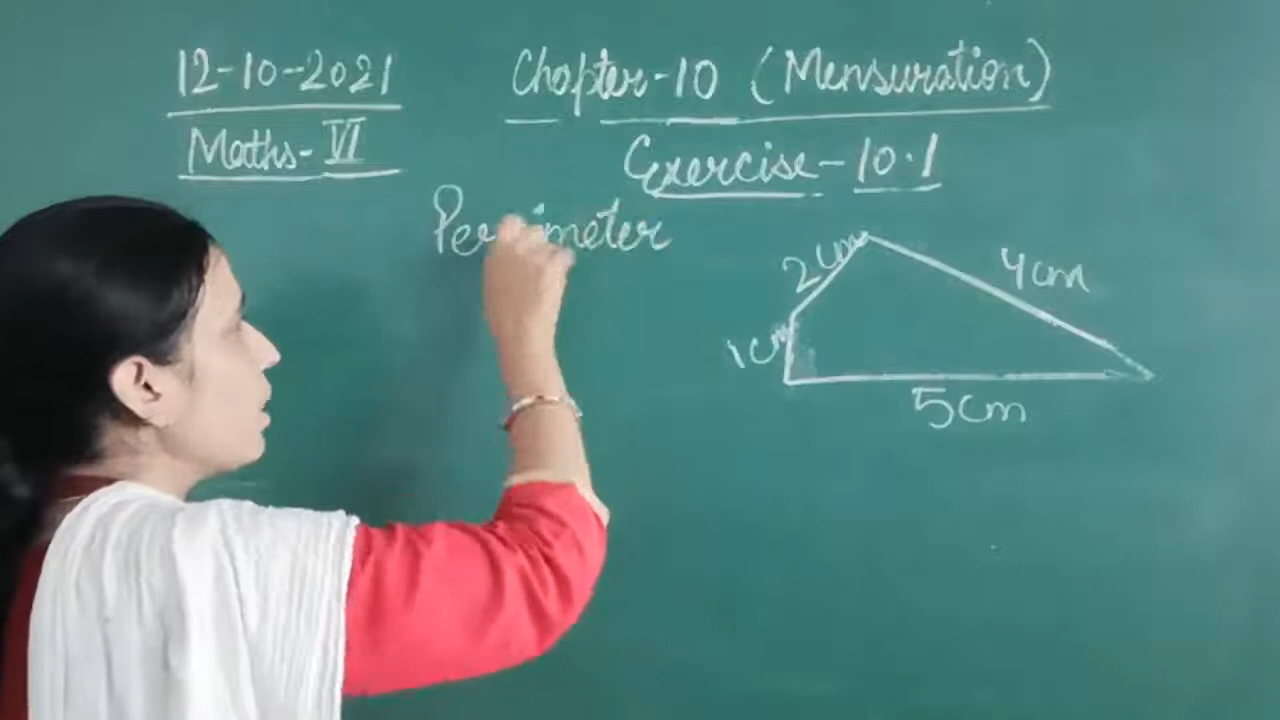 12-10-2021
Chapter-10 (Mensuration)
Maths-VI
Exercise-10.1
Perimeter
2cm
4cm
1cm
5cm